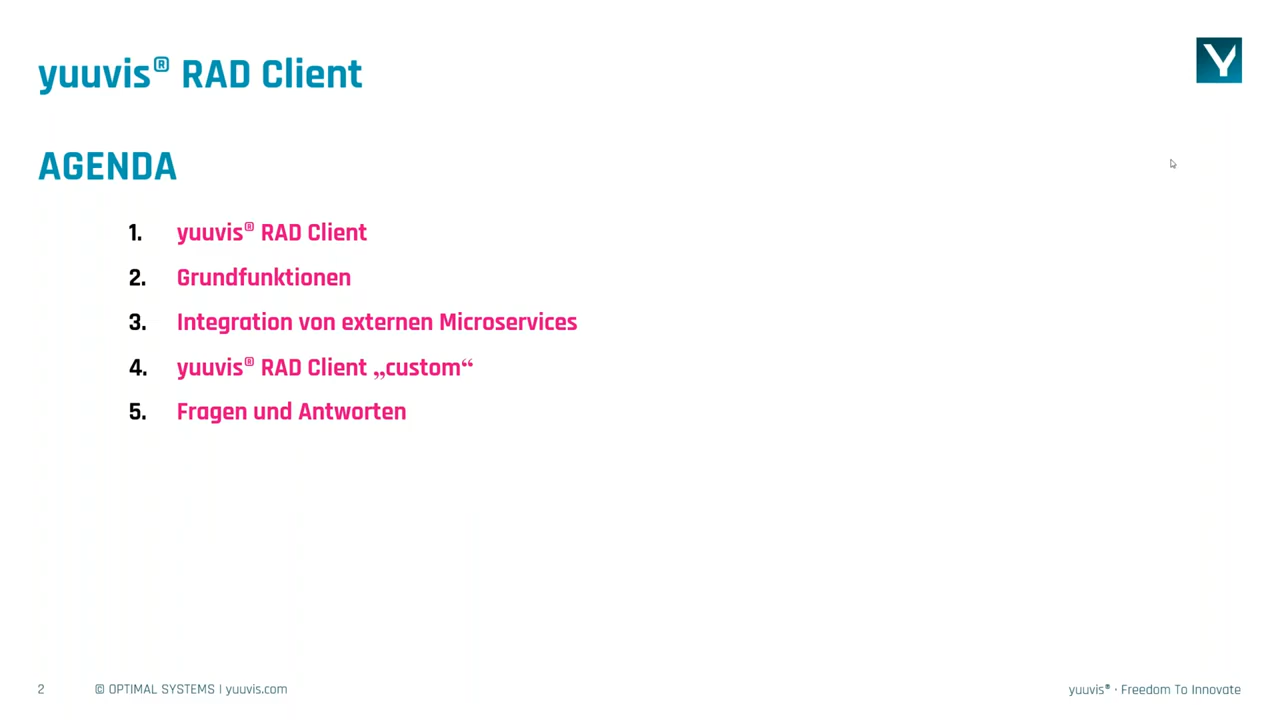 yuuvis® RAD Client
Y
AGENDA
1. yuuvis® RAD Client
2. Grundfunktionen
3. Integration von externen Microservices
4. yuuvis® RAD Client „custom“
5. Fragen und Antworten
2 © OPTIMAL SYSTEMS | yuuvis.com yuuvis® · Freedom To Innovate